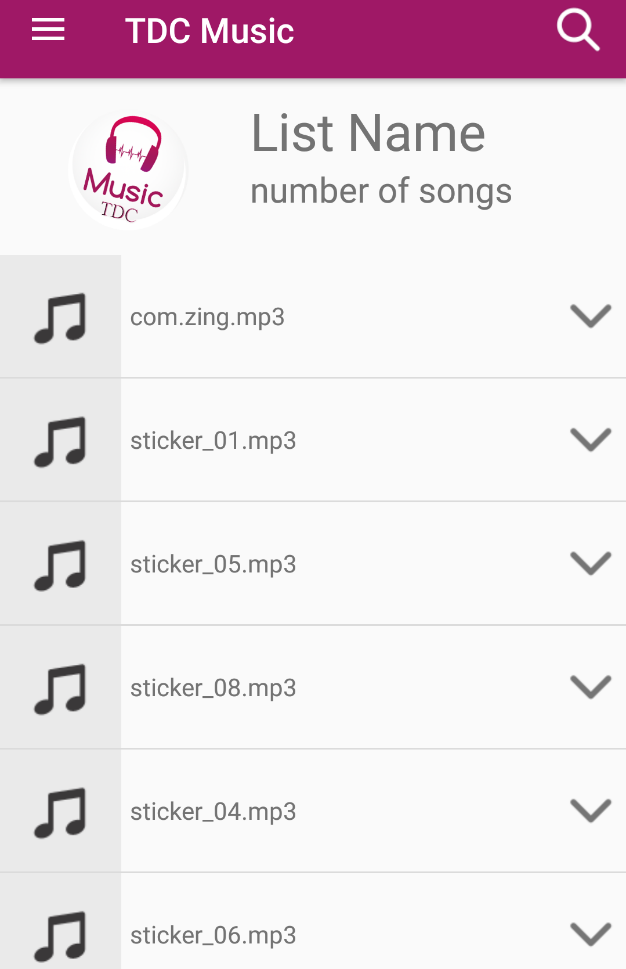 TDC Music
List Name
number of songs
Music
TDC
com.zing.mp3
sticker_01.mp3
sticker_05.mp3
sticker_08.mp3
sticker_04.mp3
sticker_06.mp3